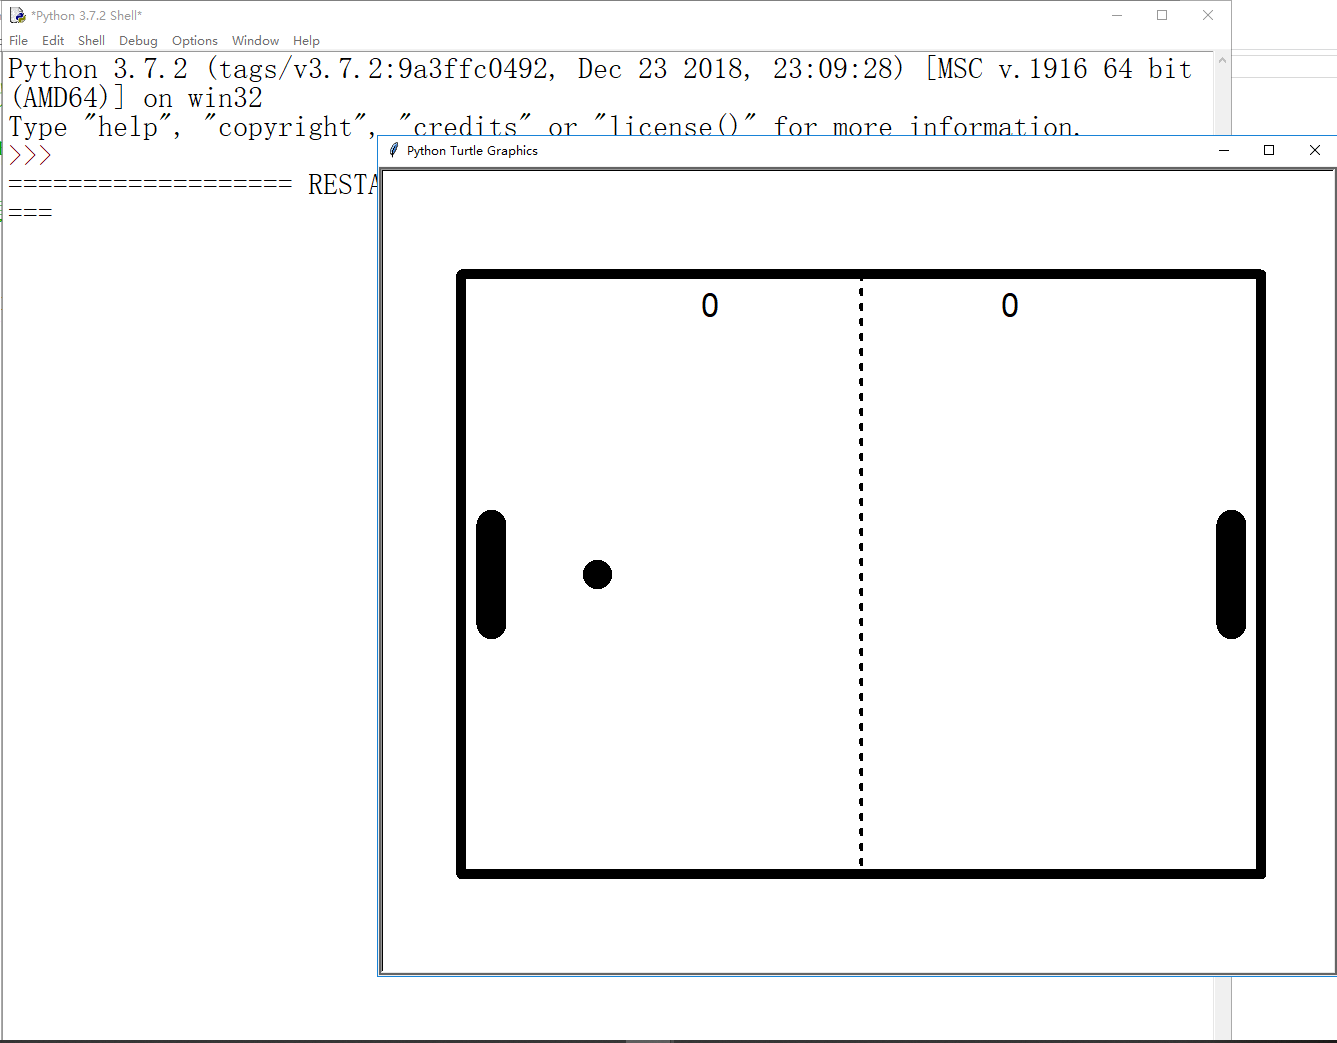 *Python 3.7.2 Shell*
File Edit Shell Debug Options Window Help
Python 3.7.2 (tags/v3.7.2:9a3ffc0492, Dec 23 2018, 23:09:28) [MSC v.1916 64 bit
(AMD64)] on win32
Type "help", "copyright", "credits" or "license()" for more information.
>>>
=================== RESTA
===
Python Turtle Graphics
0 0